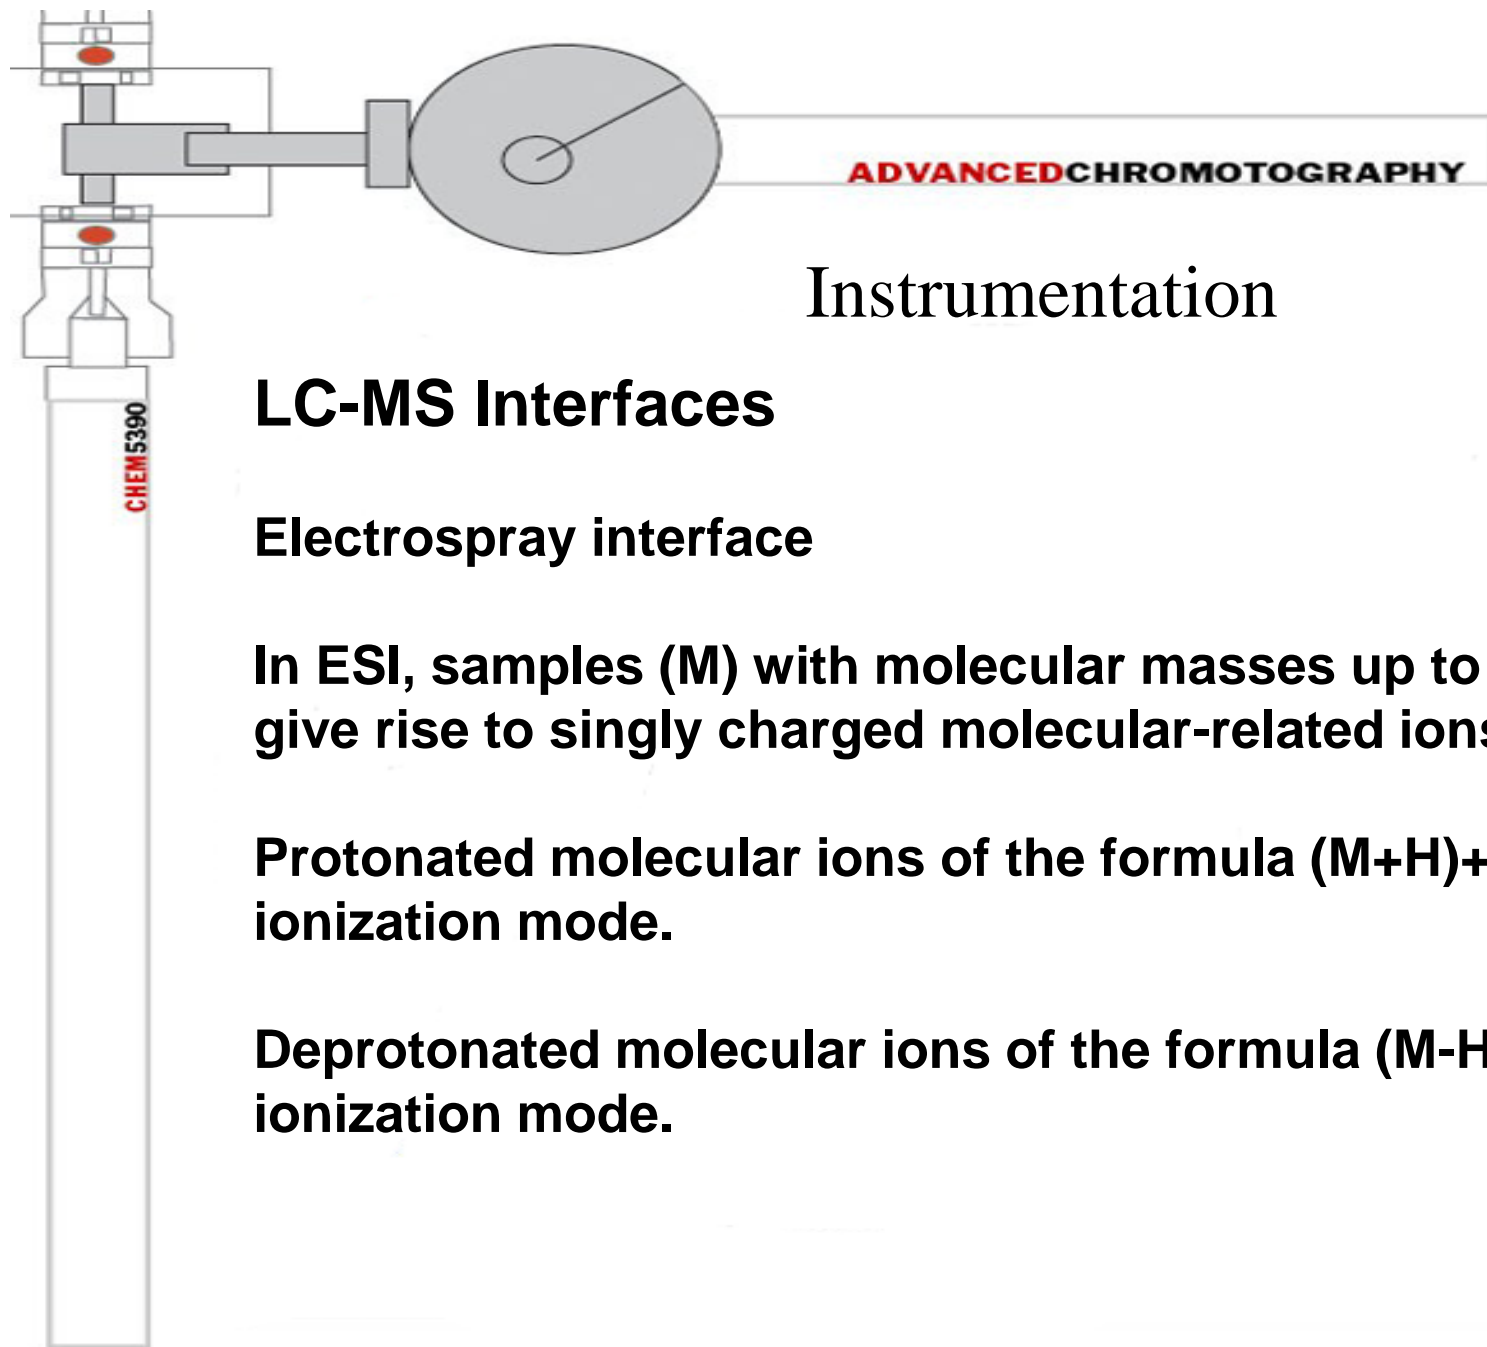 ADVANCEDCHROMOTOGRAPHY
Instrumentation
LC-MS Interfaces
CHEM5390
Electrospray interface
In ESI, samples (M) with molecular masses up to
give rise to singly charged molecular-related ions
Protonated molecular ions of the formula (M+H)+
ionization mode.
Deprotonated molecular ions of the formula (M-H
ionization mode.